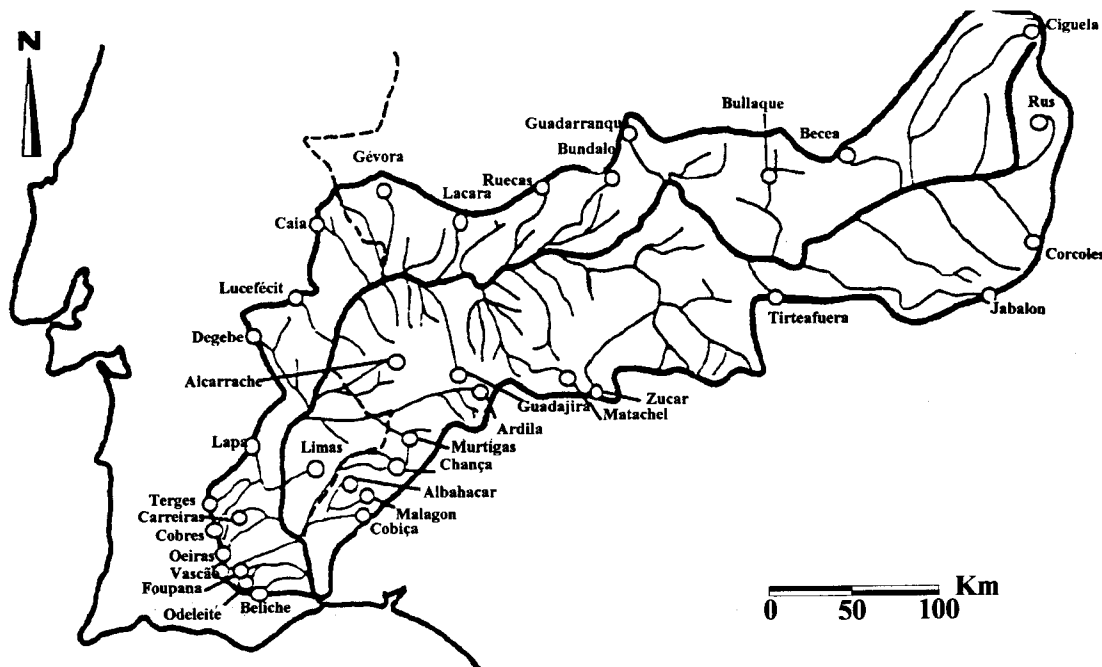 N
Ciguela
Rus
Bullaque
Becea
Guadarranque
Bundalo
Gévora
Ruecas
Lacara
Caia
Corcoles
Lucefécit
Jabalon
Tirteafuera
Degebe
Alcarrache
Guadajira
Zucar
Matachel
Ardila
Lapa
Limas
Murtigas
Chança
Albahacar
Terges
Malagon
Carreiras
Cobiça
Cobres
Oeiras
Vascão
Foupana
Odeleite
Beliche
Km
0 50 100